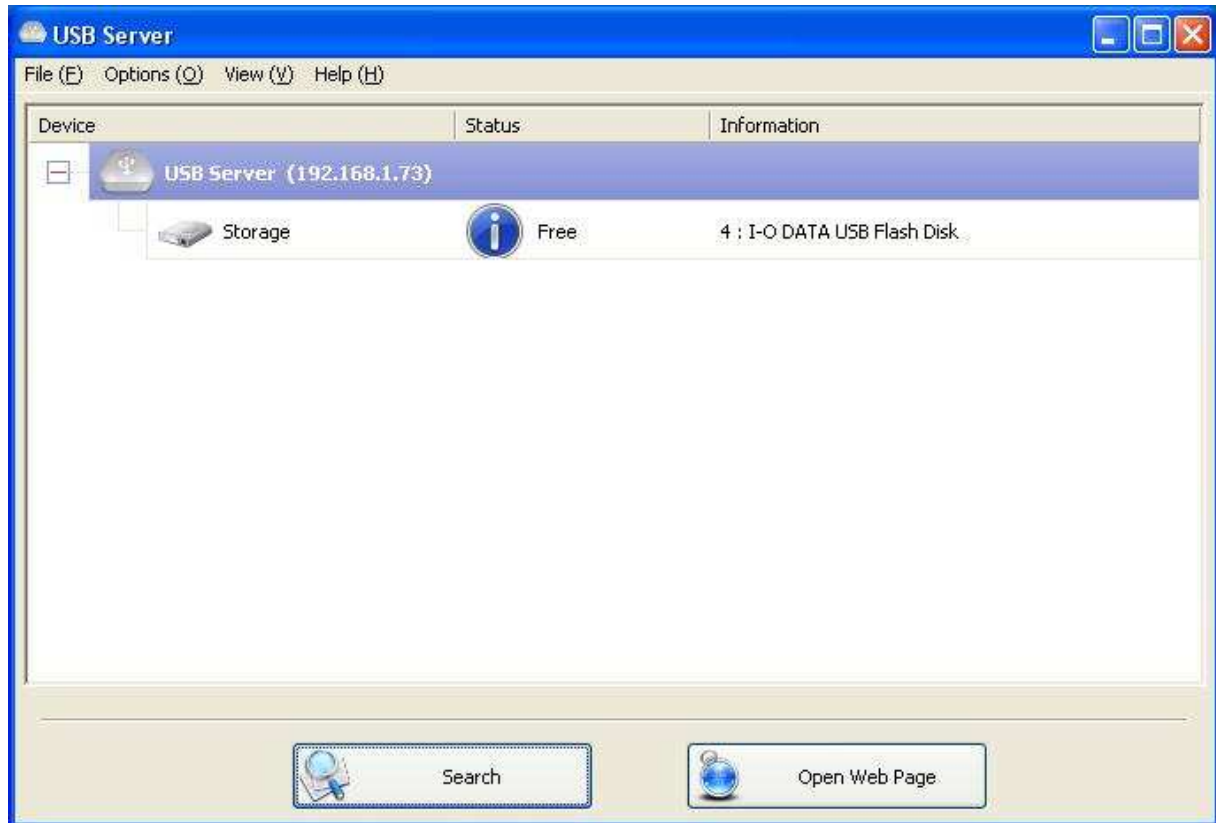 USB Server
File (F) Options (O) View (V) Help (H)
Device Status Information
USB Server (192.168.1.73)
Storage Free 4 : I-O DATA USB Flash Disk
Search Open Web Page